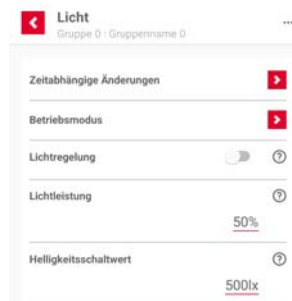 Licht
Gruppe 0 : Gruppenname 0
Zeitabhängige Änderungen
Betriebsmodus
Lichtregelung
Lichtleistung
50%
Helligkeitsschaltwert
500lx